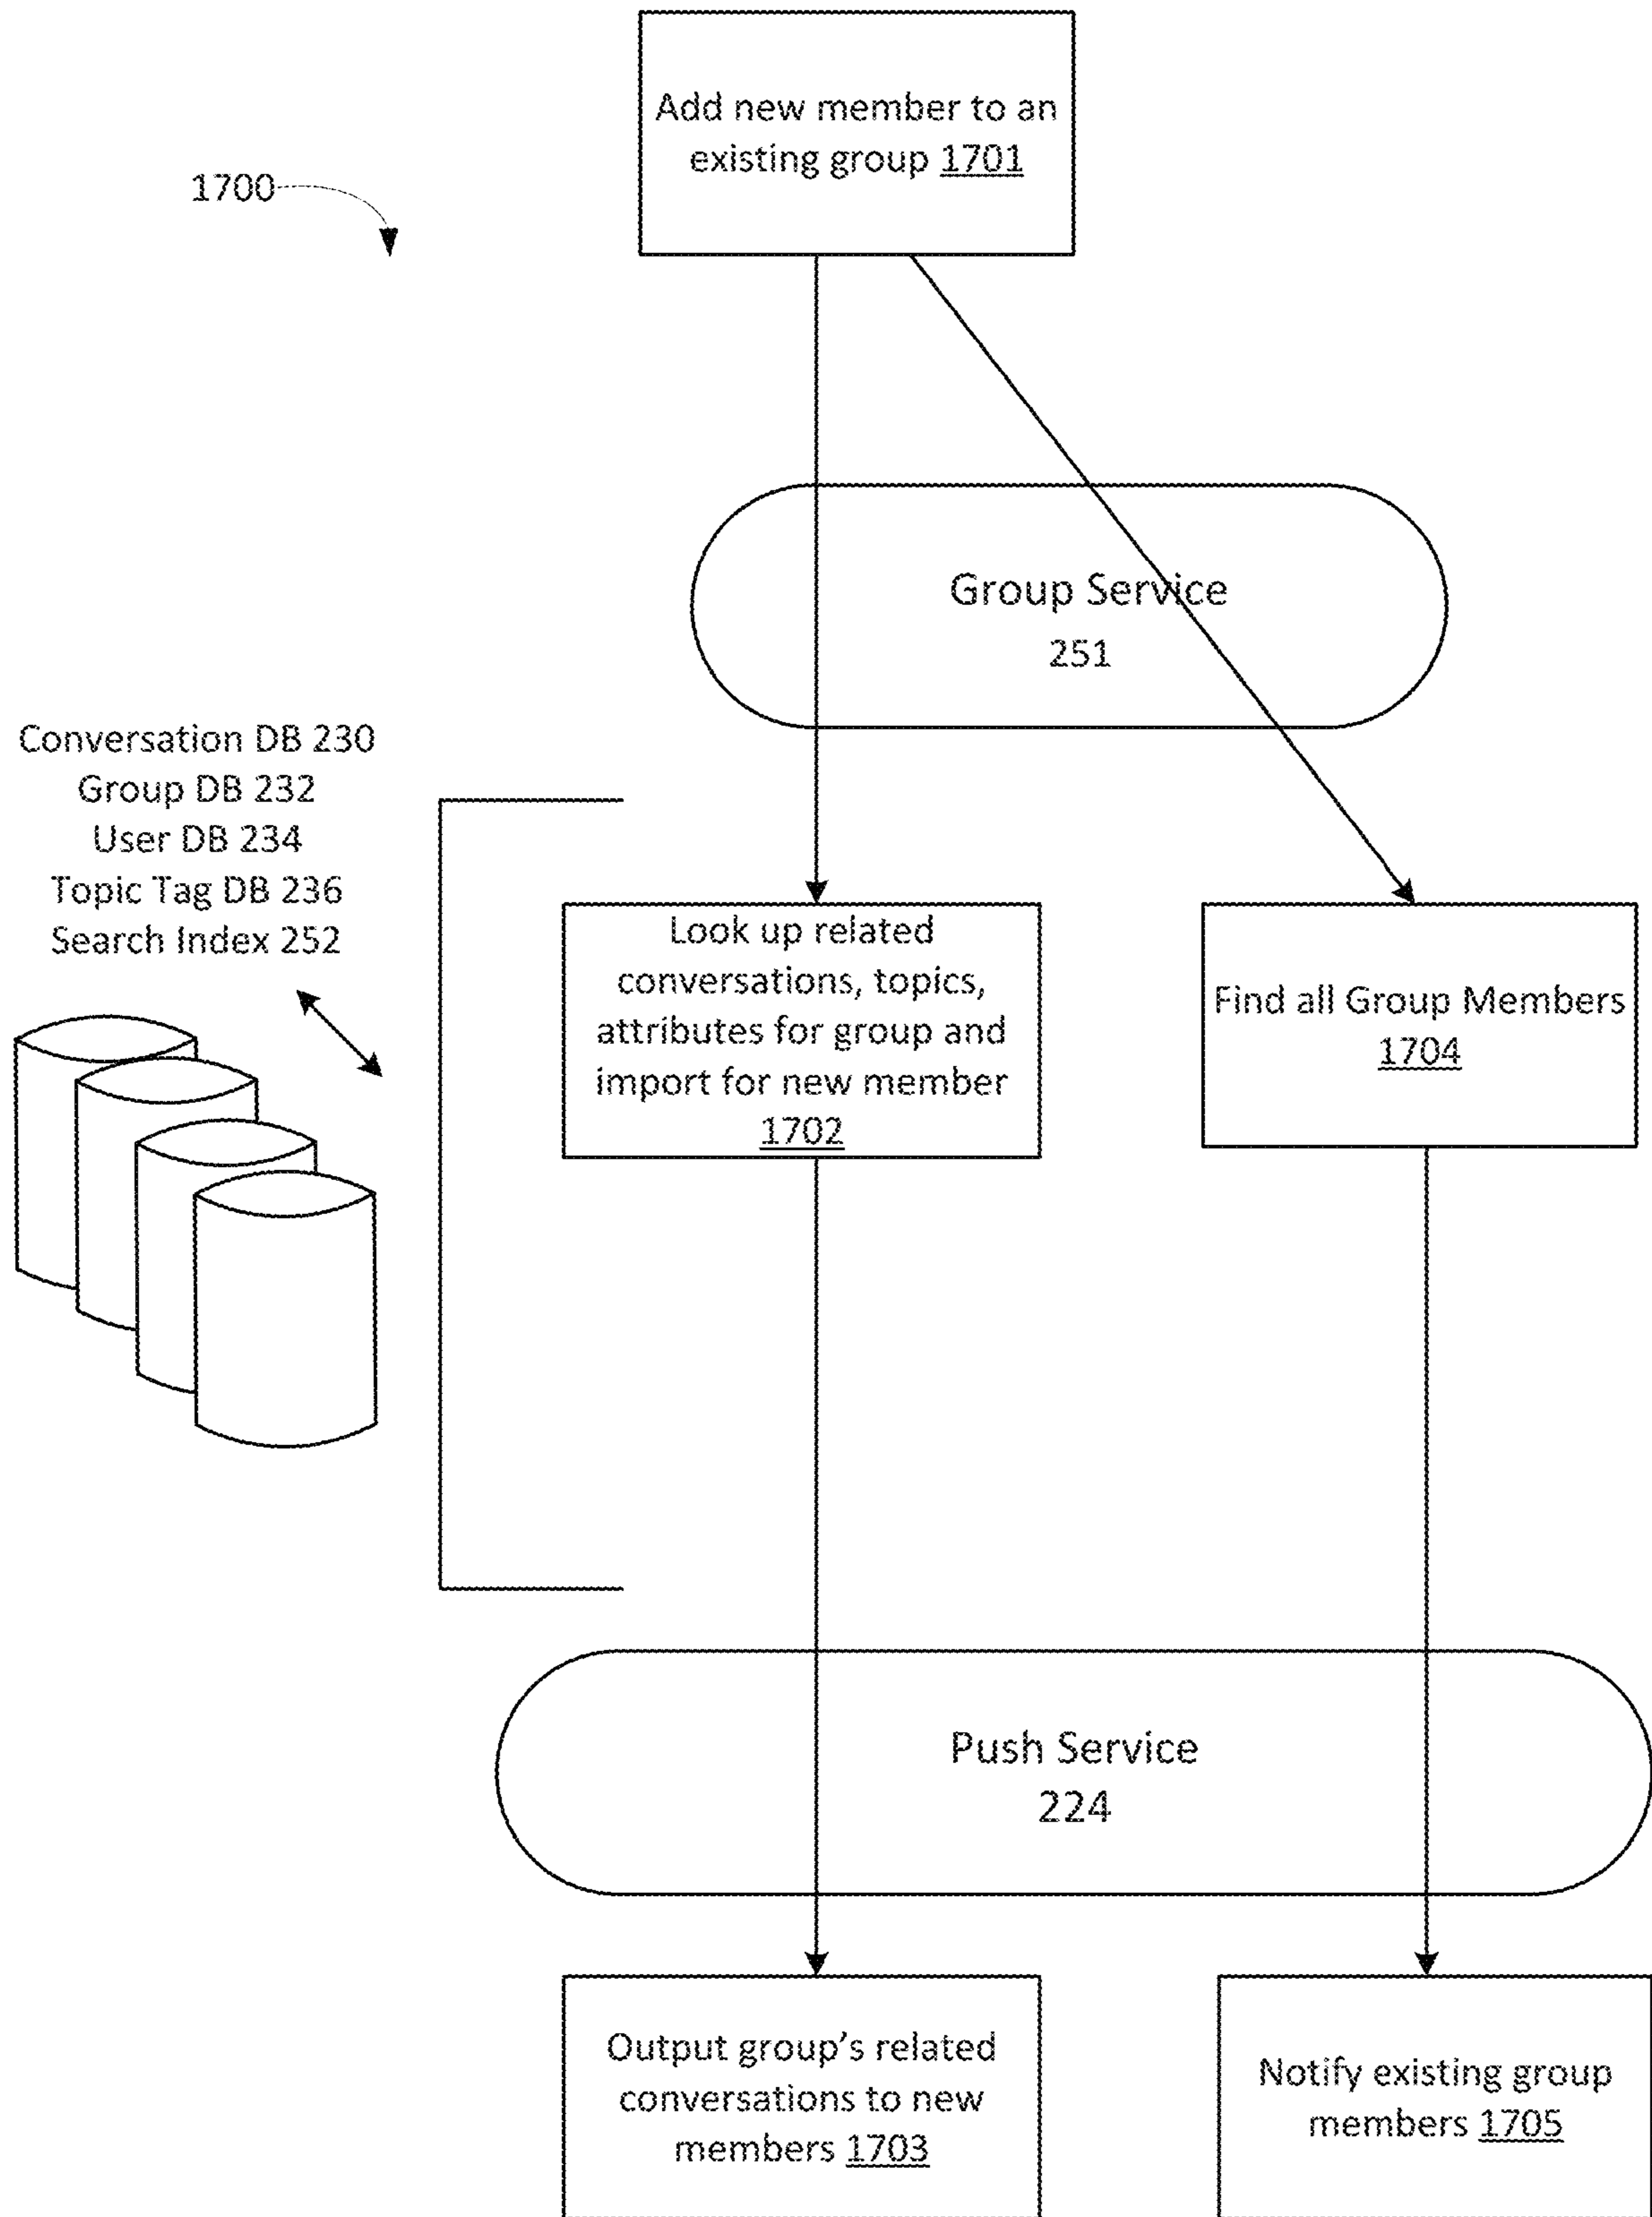 Add new member to an
existing group 1701
1700
Group Service
251
Conversation DB 230
Group DB 232
User DB 234
Topic Tag DB 236
Search Index 252
Look up related
conversations, topics,
attributes for group and
import for new member
1702
Find all Group Members
1704
Push Service
224
Output group's related
conversations to new
members 1703
Notify existing group
members 1705